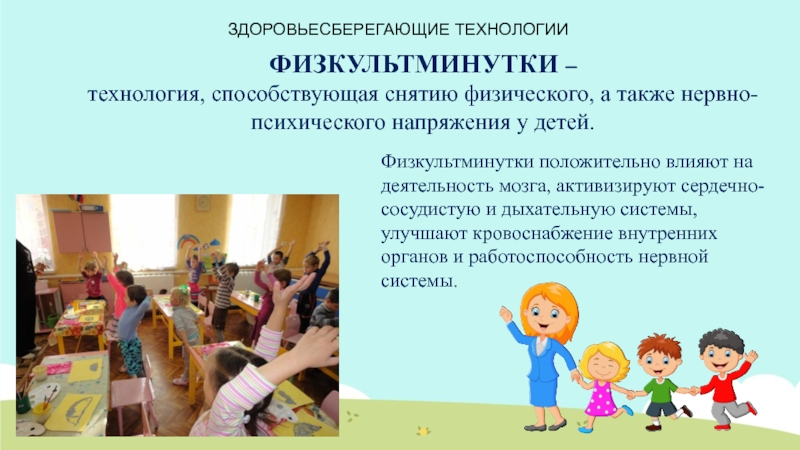 ЗДОРОВЬЕСБЕРЕГАЮЩИЕ ТЕХНОЛОГИИ
ФИЗКУЛЬТМИНУТКИ –
технология, способствующая снятию физического, а также нервно-
психического напряжения у детей.
Физкультминутки положительно влияют на
деятельность мозга, активизируют сердечно-
сосудистую и дыхательную системы,
улучшают кровоснабжение внутренних
органов и работоспособность нервной
системы.